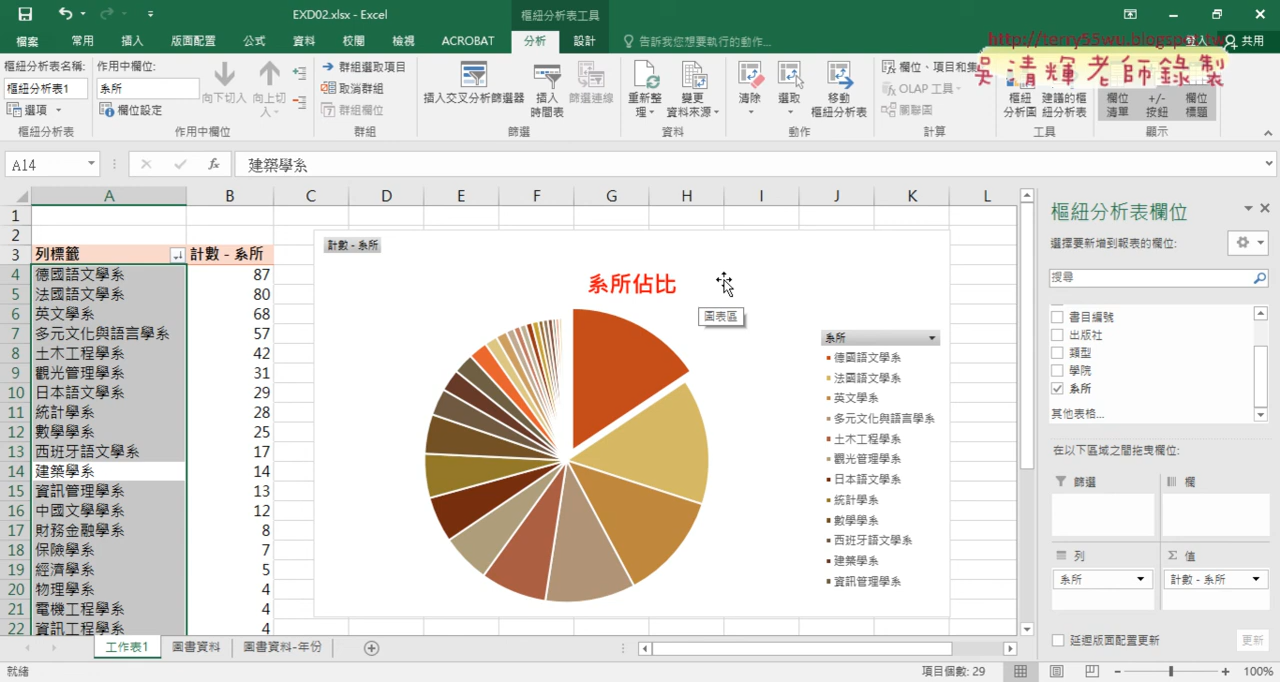 EXD02.xlsx - Excel
樞紐分析表工具
檔案
常用
插入
版面配置
公式
資料
校閱
檢視
ACROBAT
分析
設計
告訴我您想要執行的動作...
共用
http://terry55wu.blogspot.tw
吳清輝老師錄製
樞紐分析表名稱:
樞紐分析表1
選項
樞紐分析表
作用中欄位:
系所
欄位設定
向下切入
向上切入
作用中欄位
群組選取項目
取消群組
群組欄位
群組
插入交叉分析篩選器
插入時間表
篩選連線
篩選
重新整理
變更資料來源
資料
清除
選取
移動樞紐分析表
動作
欄位、項目和集
OLAP 工具
關聯圖
計算
樞紐分析圖
建議的樞紐分析表
工具
欄位清單
+/- 按鈕
欄位標題
顯示
A14
fx
建築學系
A B C D E F G H I J K L
1
2
3 列標籤 計數 - 系所
4 德國語文學系 87
5 法國語文學系 80
6 英文學系 68
7 多元文化與語言學系 57
8 土木工程學系 42
9 觀光管理學系 31
10 日本語文學系 29
11 統計學系 28
12 數學學系 25
13 西班牙語文學系 17
14 建築學系 14
15 資訊管理學系 13
16 中國文學學系 12
17 財務金融學系 8
18 保險學系 7
19 經濟學系 5
20 物理學系 4
21 電機工程學系 4
22 資訊工程學系 4
計數 - 系所
系所佔比
圖表區
系所
德國語文學系
法國語文學系
英文學系
多元文化與語言學系
土木工程學系
觀光管理學系
日本語文學系
統計學系
數學學系
西班牙語文學系
建築學系
資訊管理學系
樞紐分析表欄位
選擇要新增到報表的欄位:
搜尋
書目編號
出版社
類型
學院
系所
其他表格...
在以下區域之間拖曳欄位:
篩選
欄
列
Σ 值
系所
計數 - 系所
延遲版面配置更新
更新
工作表1
圖書資料
圖書資料-年份
就緒
項目個數: 29
100%